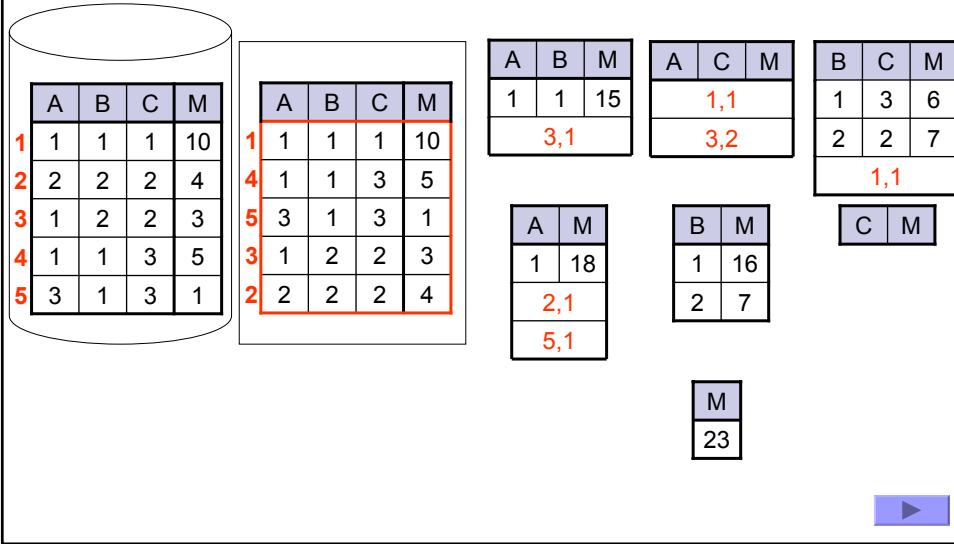 A B C M
1 1 1 1 10
2 2 2 2 4
3 1 2 2 3
4 1 1 3 5
5 3 1 3 1
A B C M
1 1 1 1 10
4 1 1 3 5
5 3 1 3 1
3 1 2 2 3
2 2 2 2 4
A B M
1 1 15
3,1
A C M
1,1
3,2
B C M
1 3 6
2 2 7
1,1
A M
1 18
2,1
5,1
B M
1 16
2 7
C M
M
23